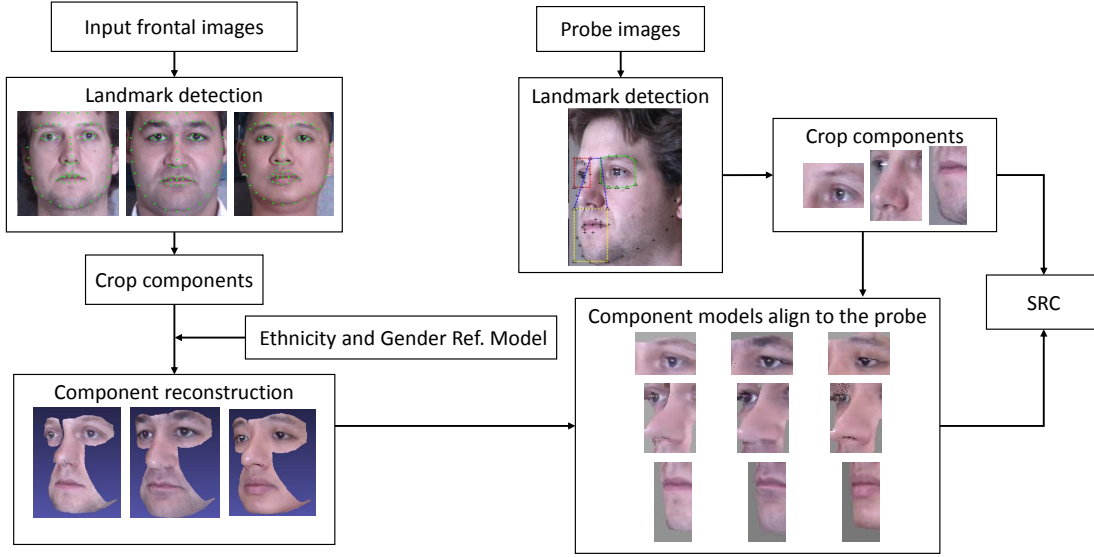 Input frontal images
Landmark detection
Crop components
Ethnicity and Gender Ref. Model
Component reconstruction
Probe images
Landmark detection
Crop components
Component models align to the probe
SRC